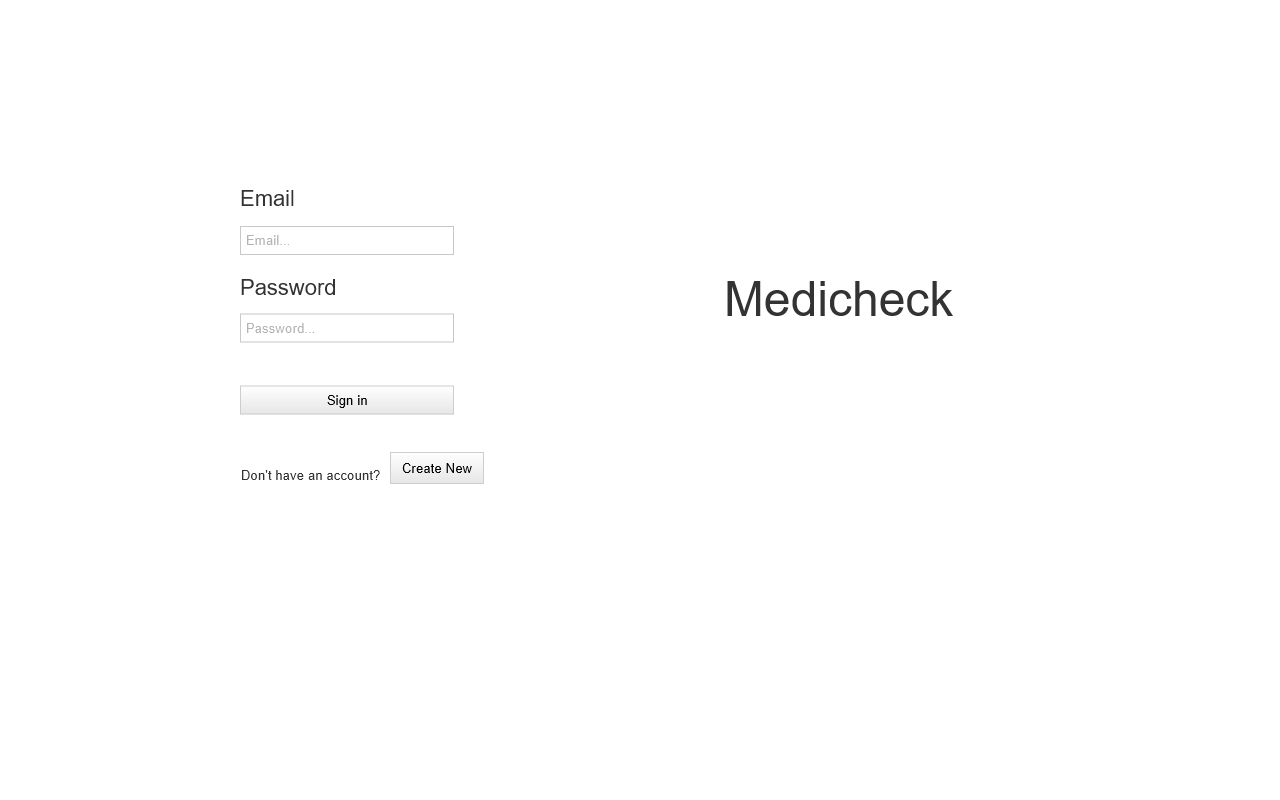 Email
Email...
Password
Password...
Sign in
Don't have an account?
Create New
Medicheck